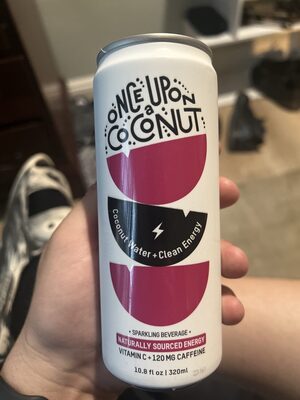 ONCE UPON
a
COCONUT
Coconut Water + Clean Energy
• SPARKLING BEVERAGE •
NATURALLY SOURCED ENERGY
VITAMIN C + 120 MG CAFFEINE
10.8 fl oz | 320ml